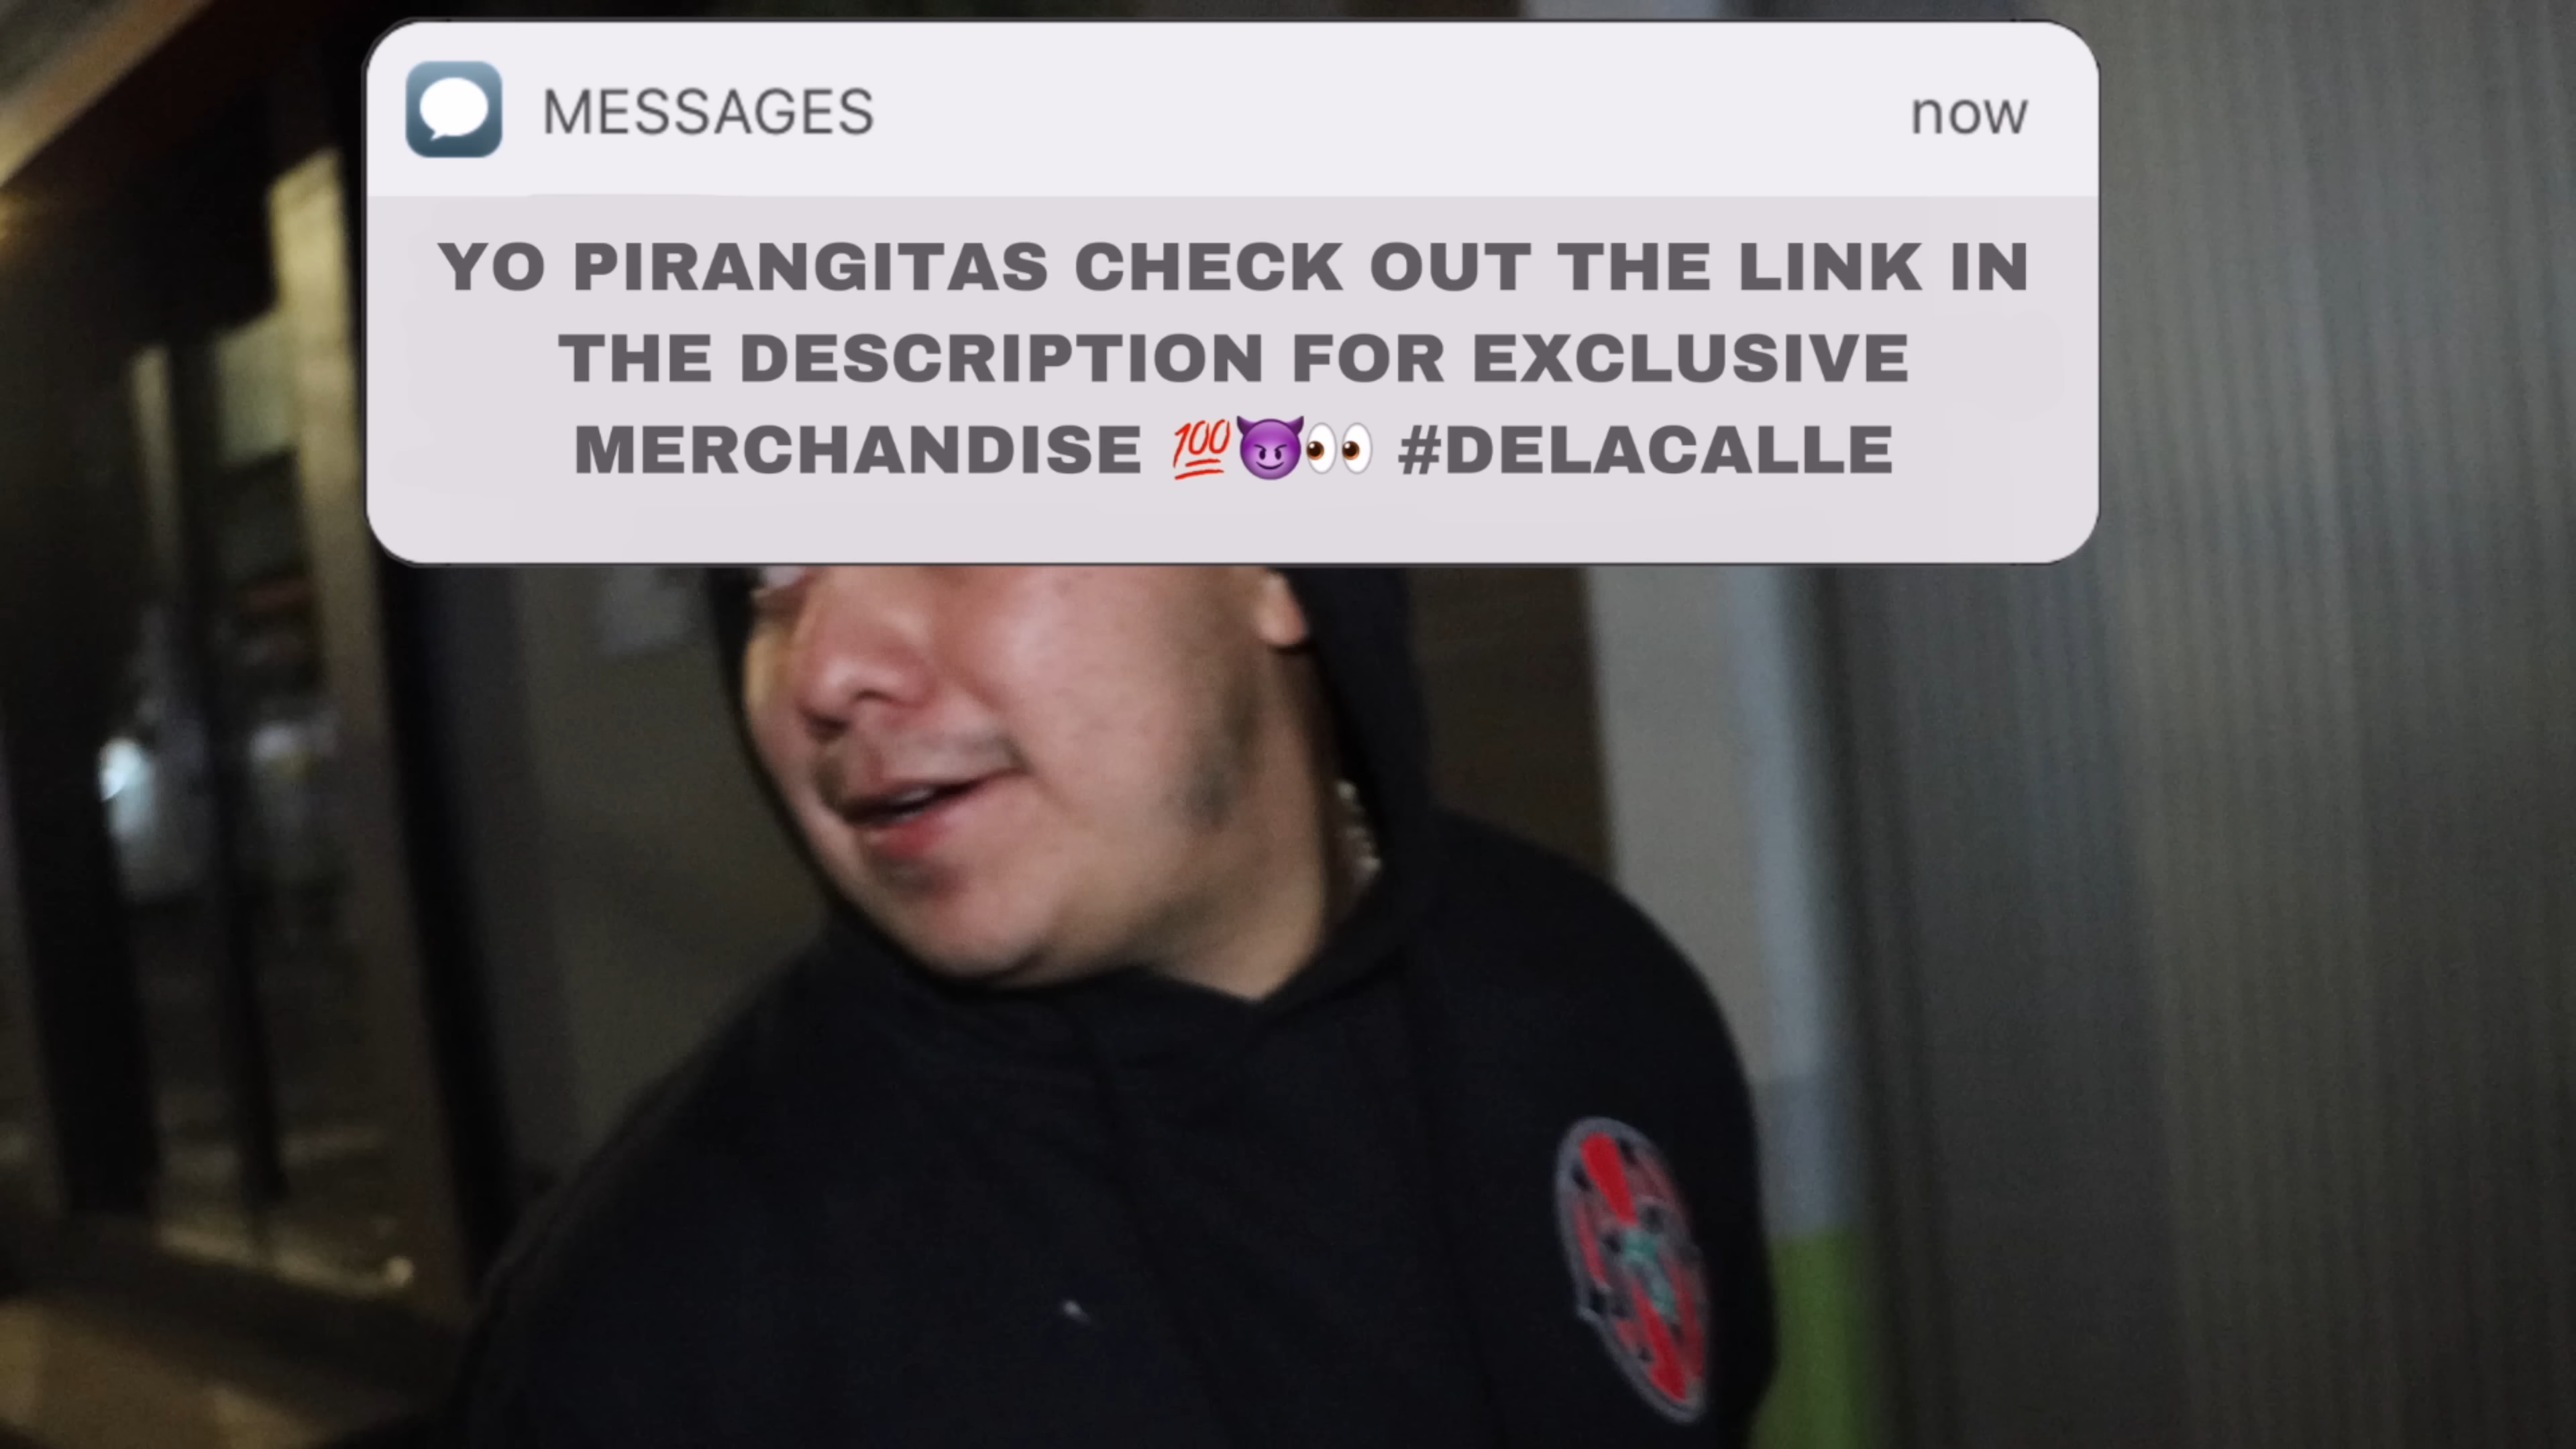 MESSAGES now
YO PIRANGITAS CHECK OUT THE LINK IN
THE DESCRIPTION FOR EXCLUSIVE
MERCHANDISE 💯😈👀 #DELACALLE